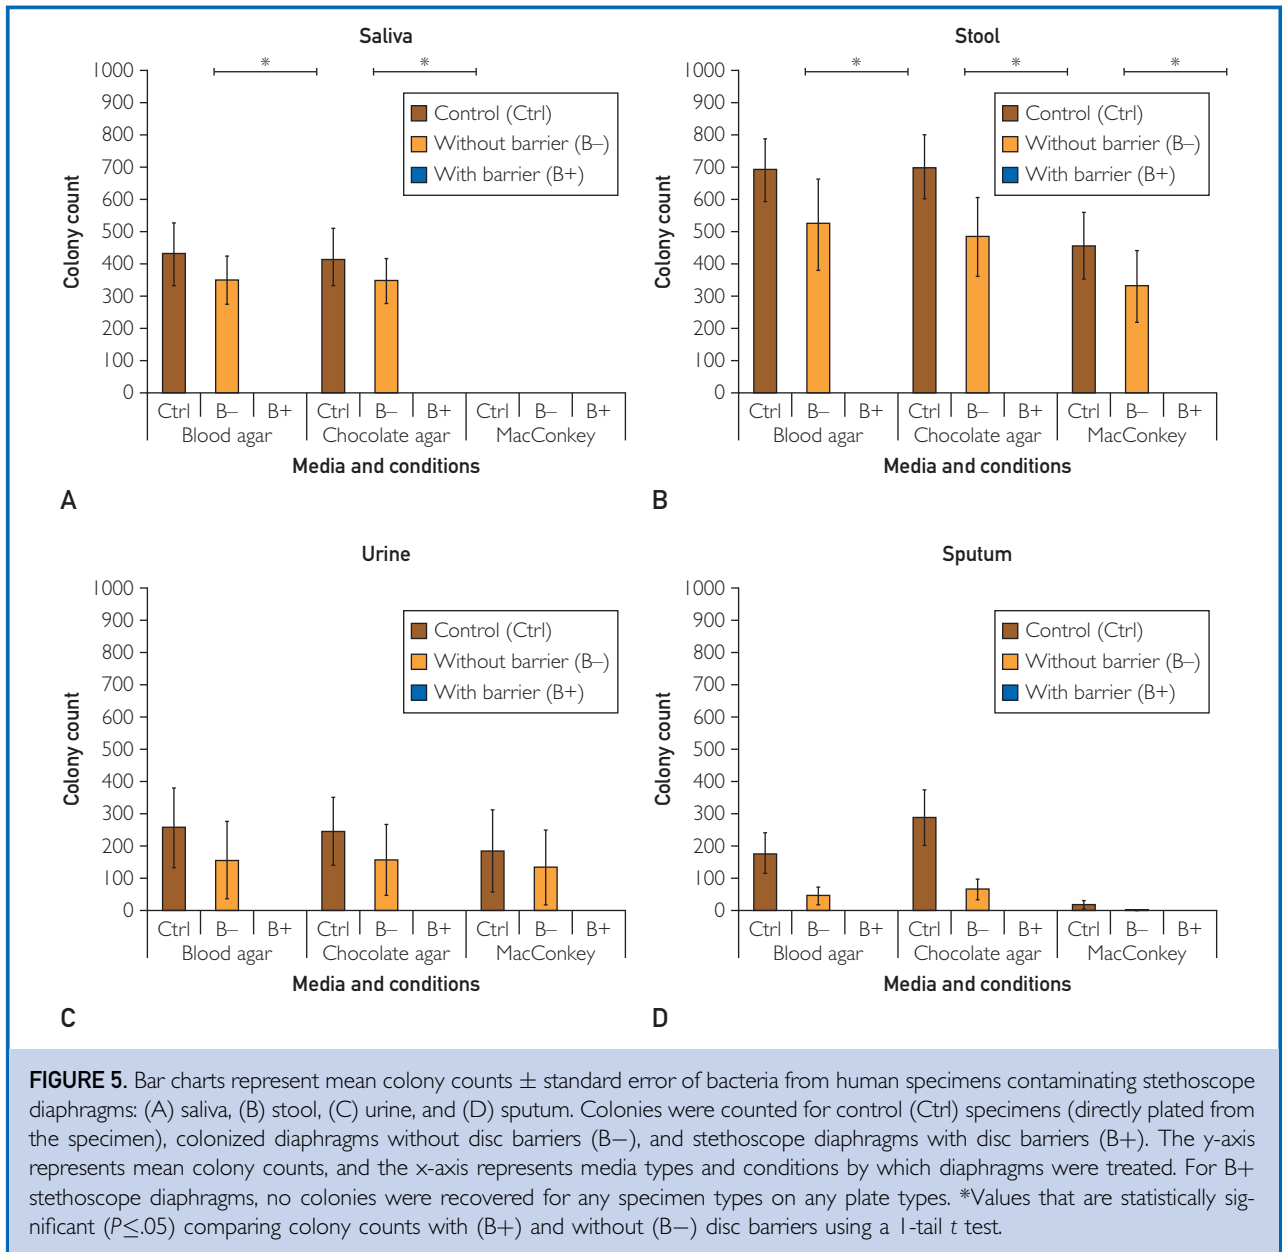 Saliva
* *
1000
900
800
700
600
500
400
300
200
100
0
Colony count
Control (Ctrl)
Without barrier (B–)
With barrier (B+)
Ctrl B– B+ Ctrl B– B+ Ctrl B– B+
Blood agar Chocolate agar MacConkey
Media and conditions
A
Stool
* * *
1000
900
800
700
600
500
400
300
200
100
0
Colony count
Control (Ctrl)
Without barrier (B–)
With barrier (B+)
Ctrl B– B+ Ctrl B– B+ Ctrl B– B+
Blood agar Chocolate agar MacConkey
Media and conditions
B
Urine
1000
900
800
700
600
500
400
300
200
100
0
Colony count
Control (Ctrl)
Without barrier (B–)
With barrier (B+)
Ctrl B– B+ Ctrl B– B+ Ctrl B– B+
Blood agar Chocolate agar MacConkey
Media and conditions
C
Sputum
1000
900
800
700
600
500
400
300
200
100
0
Colony count
Control (Ctrl)
Without barrier (B–)
With barrier (B+)
Ctrl B– B+ Ctrl B– B+ Ctrl B– B+
Blood agar Chocolate agar MacConkey
Media and conditions
D
FIGURE 5. Bar charts represent mean colony counts ± standard error of bacteria from human specimens contaminating stethoscope
diaphragms: (A) saliva, (B) stool, (C) urine, and (D) sputum. Colonies were counted for control (Ctrl) specimens (directly plated from
the specimen), colonized diaphragms without disc barriers (B−), and stethoscope diaphragms with disc barriers (B+). The y-axis
represents mean colony counts, and the x-axis represents media types and conditions by which diaphragms were treated. For B+
stethoscope diaphragms, no colonies were recovered for any specimen types on any plate types. *Values that are statistically sig-
nificant (P≤.05) comparing colony counts with (B+) and without (B−) disc barriers using a 1-tail t test.